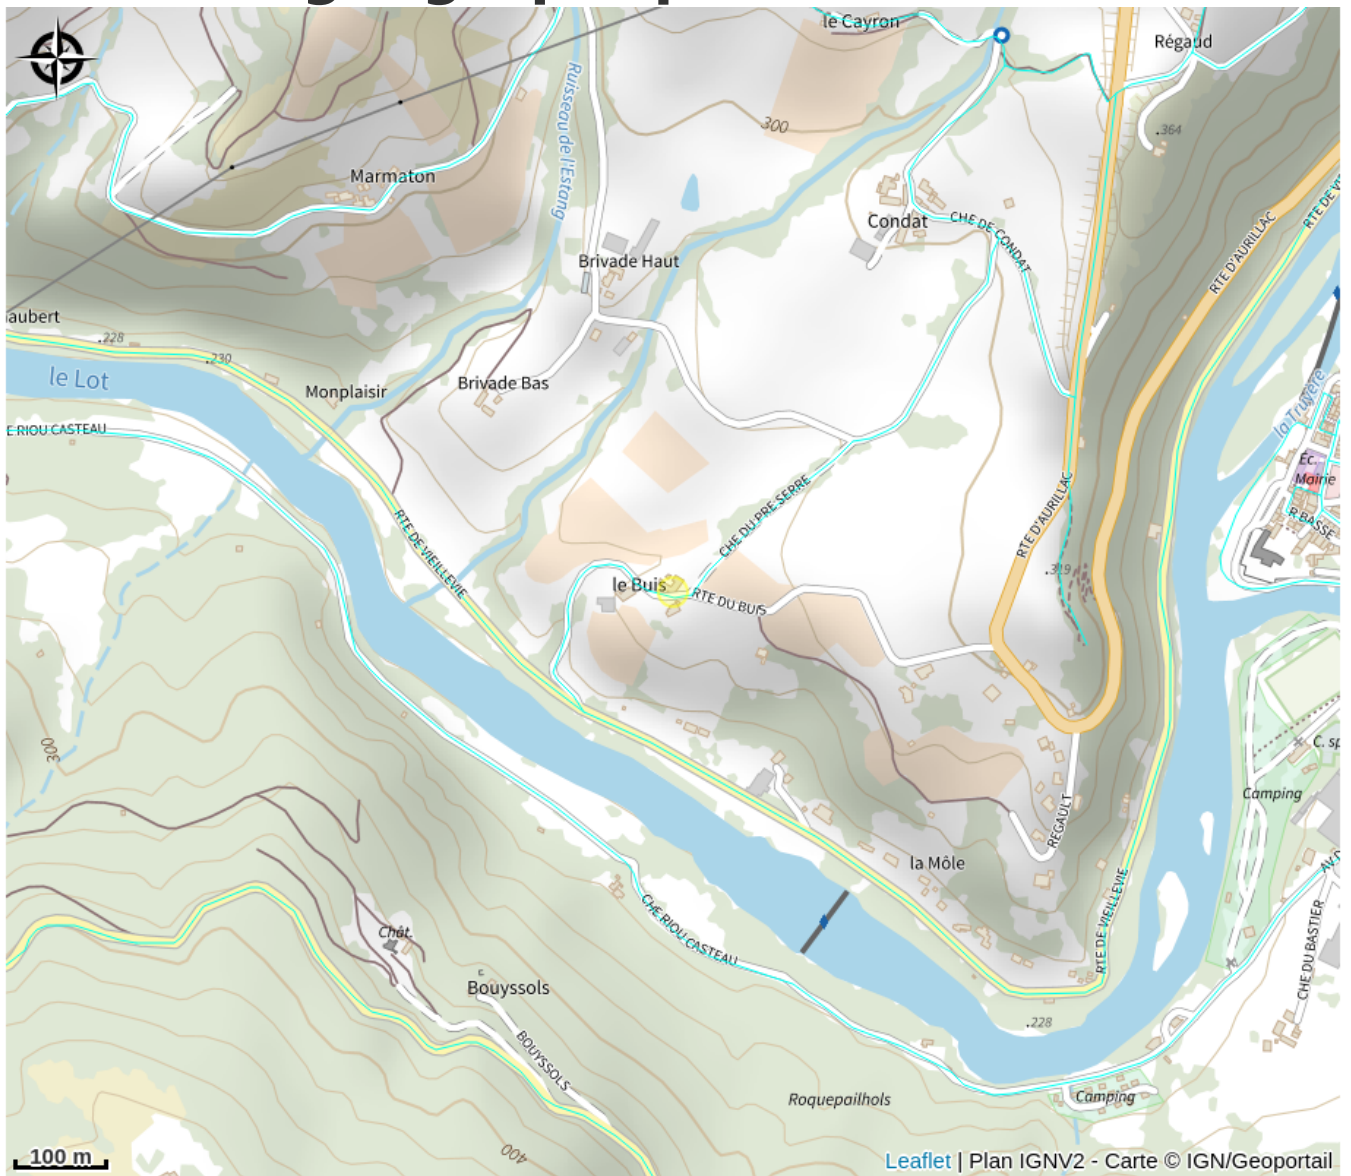 le Cayron
Régaud
Ruisseau de l'Estang
300
.364
Marmaton
Condat
CHE DE CONDAT
RTE D'AURILLAC
RTE DE VI
Brivade Haut
aubert
.228
.230
le Lot
Monplaisir
Brivade Bas
la Truyère
E RIOU CASTEAU
Éc.
Mairie
CHE DU PRE SERRE
RTE D'AURILLAC
R BASSE
RTE DE VIEILLEVIE
.319
le Buis
RTE DU BUIS
300
C. sp
Camping
REGAULT
la Môle
AV D
Chât.
CHE RIOU CASTEAU
RTE DE VIEILLEVIE
CHE DU BASTIER
Bouyssols
.228
BOUYSSOLS
Roquepailhols
Camping
400
100 m
Leaflet | Plan IGNV2 - Carte © IGN/Geoportail